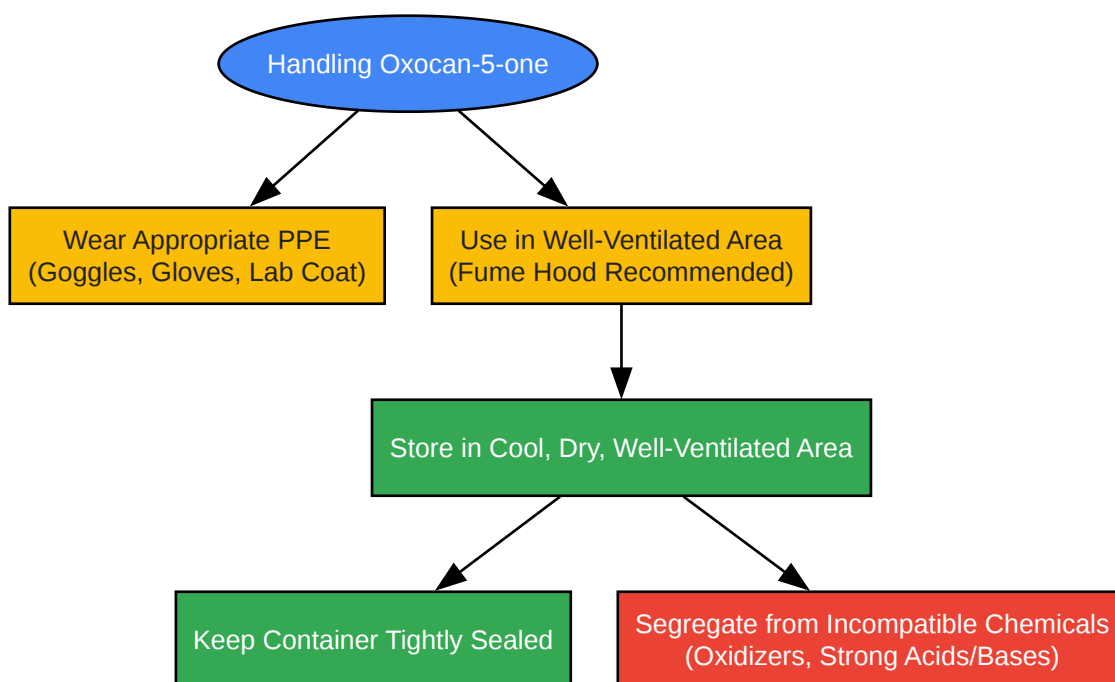 Handling Oxocan-5-one
Wear Appropriate PPE
(Goggles, Gloves, Lab Coat)
Use in Well-Ventilated Area
(Fume Hood Recommended)
Store in Cool, Dry, Well-Ventilated Area
Keep Container Tightly Sealed
Segregate from Incompatible Chemicals
(Oxidizers, Strong Acids/Bases)